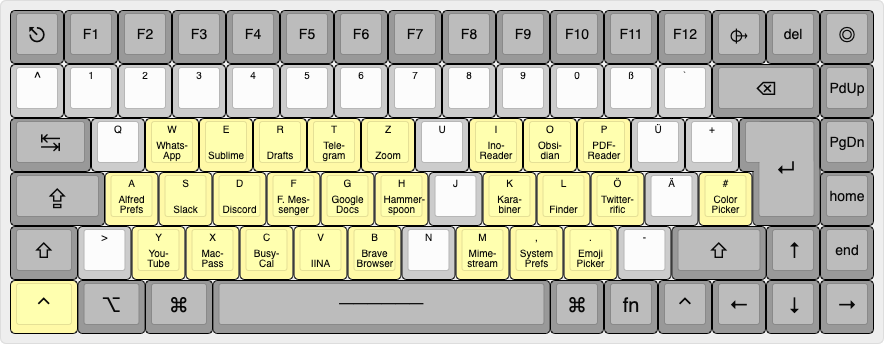 F1 F2 F3 F4 F5 F6 F7 F8 F9 F10 F11 F12 del
^ 1 2 3 4 5 6 7 8 9 0 ß ` ⌫ PdUp
↹ Q W E R T Z U I O P Ü + ↵ PgDn
Whats-App Sublime Drafts Tele-gram Zoom Ino-Reader Obsi-dian PDF-Reader
A S D F G H J K L Ö Ä # home
Alfred Prefs Slack Discord F. Mes-senger Google Docs Hammer-spoon Kara-biner Finder Twitter-rific Color Picker
⇧ > Y X C V B N M , . - ⇧ ↑ end
You-Tube Mac-Pass Busy-Cal IINA Brave Browser Mime-stream System Prefs Emoji Picker
^ ⌥ ⌘ ⌘ fn ^ ← ↓ →